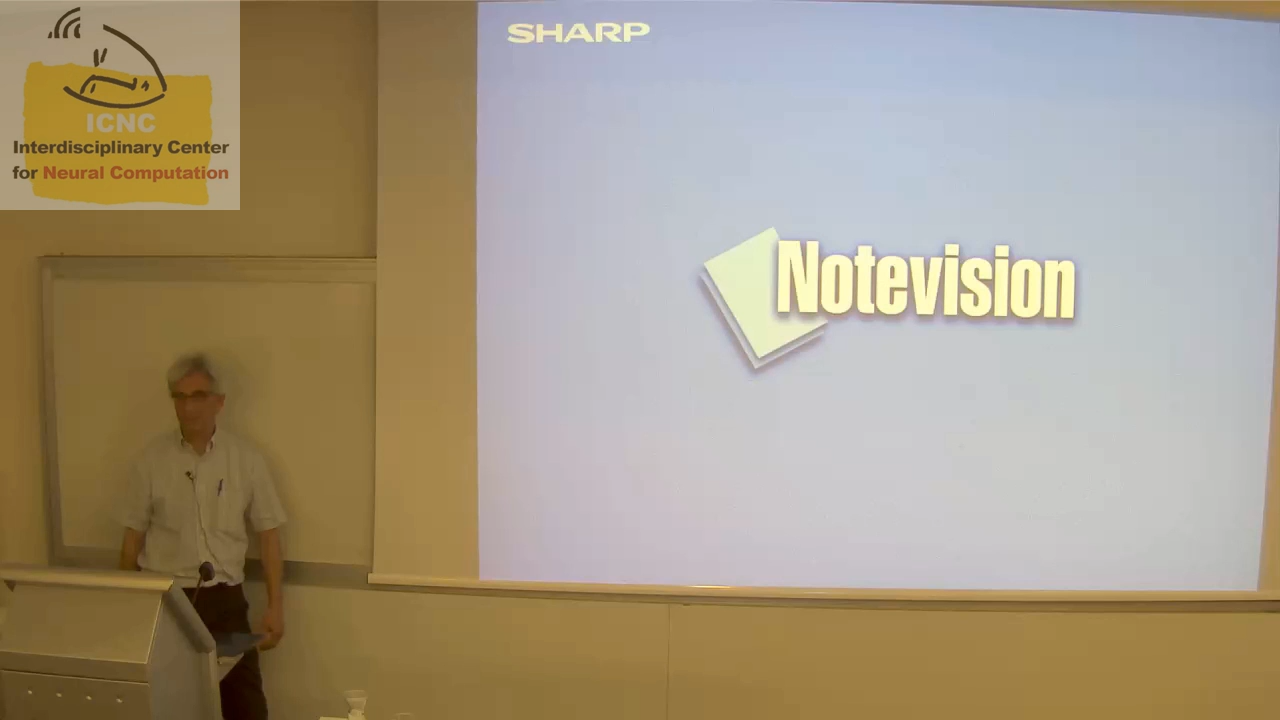 ICNC
Interdisciplinary Center
for Neural Computation
SHARP
Notevision